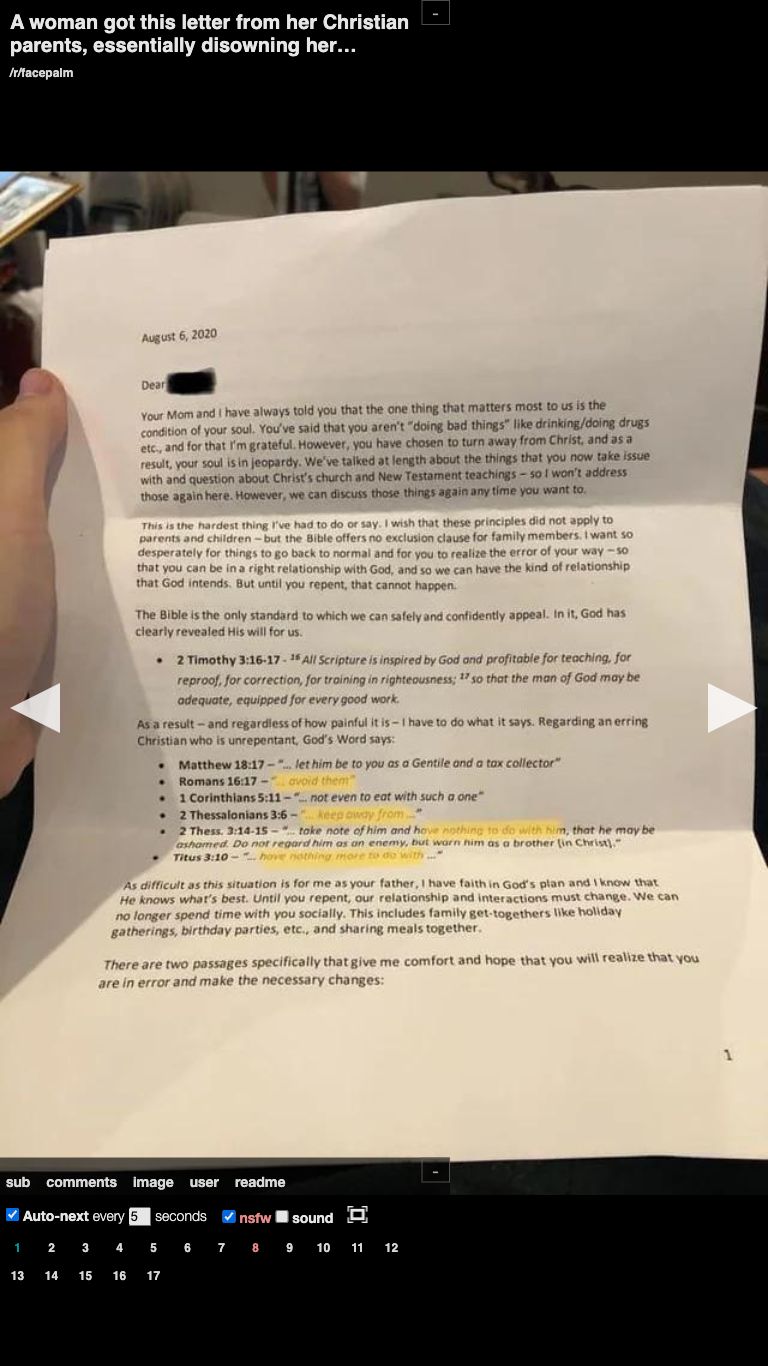 A woman got this letter from her Christian
parents, essentially disowning her…
/r/facepalm
-
August 6, 2020
Dear
Your Mom and I have always told you that the one thing that matters most to us is the
condition of your soul. You've said that you aren't "doing bad things" like drinking/doing drugs
etc., and for that I'm grateful. However, you have chosen to turn away from Christ, and as a
result, your soul is in jeopardy. We've talked at length about the things that you now take issue
with and question about Christ's church and New Testament teachings – so I won't address
those again here. However, we can discuss those things again any time you want to.
This is the hardest thing I've had to do or say. I wish that these principles did not apply to
parents and children – but the Bible offers no exclusion clause for family members. I want so
desperately for things to go back to normal and for you to realize the error of your way – so
that you can be in a right relationship with God, and so we can have the kind of relationship
that God intends. But until you repent, that cannot happen.
The Bible is the only standard to which we can safely and confidently appeal. In it, God has
clearly revealed His will for us.
• 2 Timothy 3:16-17 - 16 All Scripture is inspired by God and profitable for teaching, for
reproof, for correction, for training in righteousness; 17 so that the man of God may be
adequate, equipped for every good work.
As a result – and regardless of how painful it is – I have to do what it says. Regarding an erring
Christian who is unrepentant, God's Word says:
• Matthew 18:17 – "... let him be to you as a Gentile and a tax collector"
• Romans 16:17 – "... avoid them"
• 1 Corinthians 5:11 – "... not even to eat with such a one"
• 2 Thessalonians 3:6 – "... keep away from ..."
• 2 Thess. 3:14-15 – "... take note of him and have nothing to do with him, that he may be
ashamed. Do not regard him as an enemy, but warn him as a brother (in Christ)."
• Titus 3:10 – "... have nothing more to do with ..."
As difficult as this situation is for me as your father, I have faith in God's plan and I know that
He knows what's best. Until you repent, our relationship and interactions must change. We can
no longer spend time with you socially. This includes family get-togethers like holiday
gatherings, birthday parties, etc., and sharing meals together.
There are two passages specifically that give me comfort and hope that you will realize that you
are in error and make the necessary changes:
1
-
sub comments image user readme
Auto-next every 5 seconds nsfw sound
1 2 3 4 5 6 7 8 9 10 11 12
13 14 15 16 17